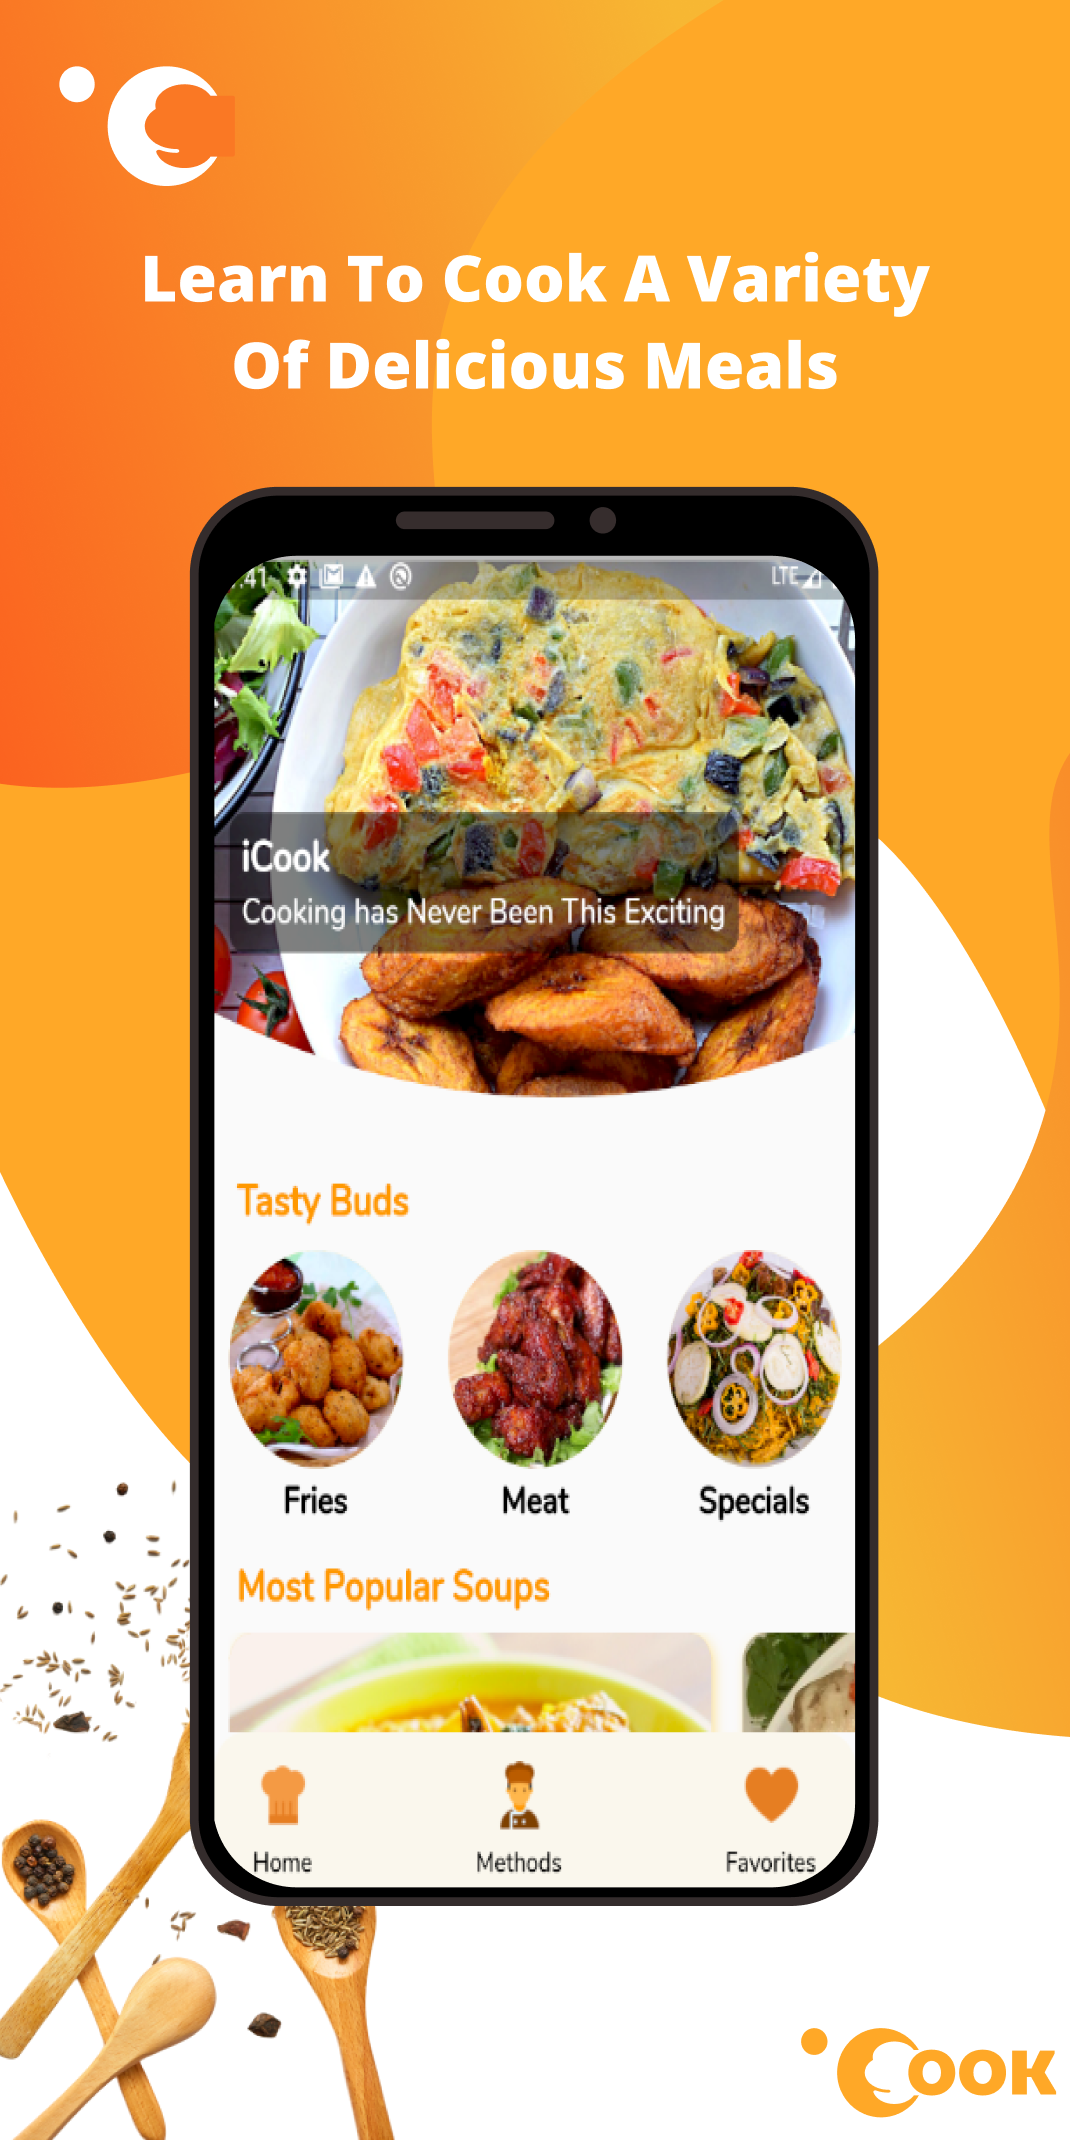 Learn To Cook A Variety
Of Delicious Meals
:41 LTE
iCook
Cooking has Never Been This Exciting
Tasty Buds
Fries Meat Specials
Most Popular Soups
Home Methods Favorites
COOK